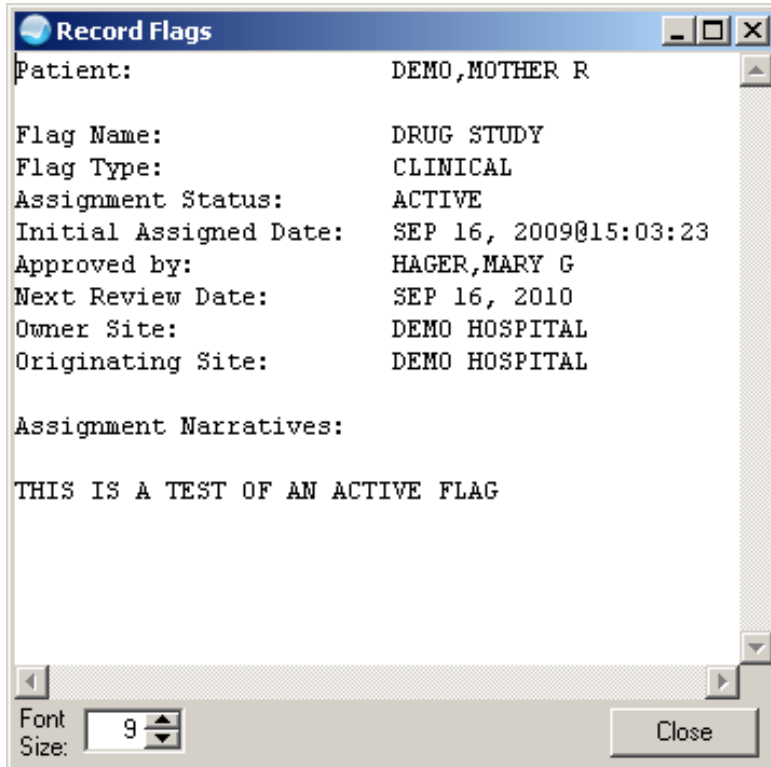 Record Flags
Patient: DEMO,MOTHER R
Flag Name: DRUG STUDY
Flag Type: CLINICAL
Assignment Status: ACTIVE
Initial Assigned Date: SEP 16, 2009@15:03:23
Approved by: HAGER,MARY G
Next Review Date: SEP 16, 2010
Owner Site: DEMO HOSPITAL
Originating Site: DEMO HOSPITAL
Assignment Narratives:
THIS IS A TEST OF AN ACTIVE FLAG
Font
Size: 9
Close